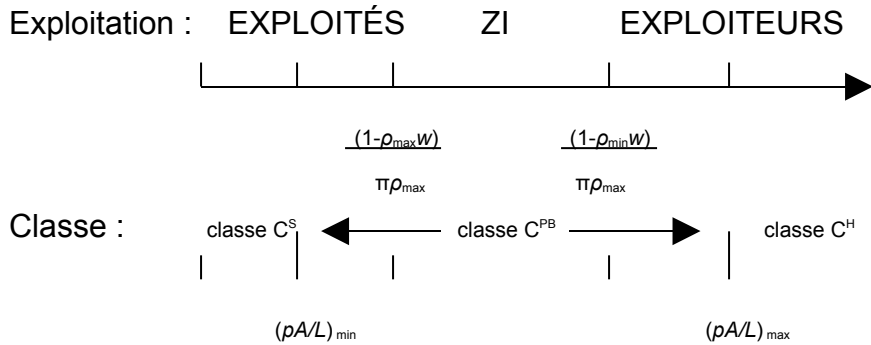 Exploitation : EXPLOITÉS ZI EXPLOITEURS
(1-ρmaxw) (1-ρminw)
πρmax πρmax
Classe : classe Cˢ classe Cᴾᴮ classe Cᴴ
(pA/L) min (pA/L) max